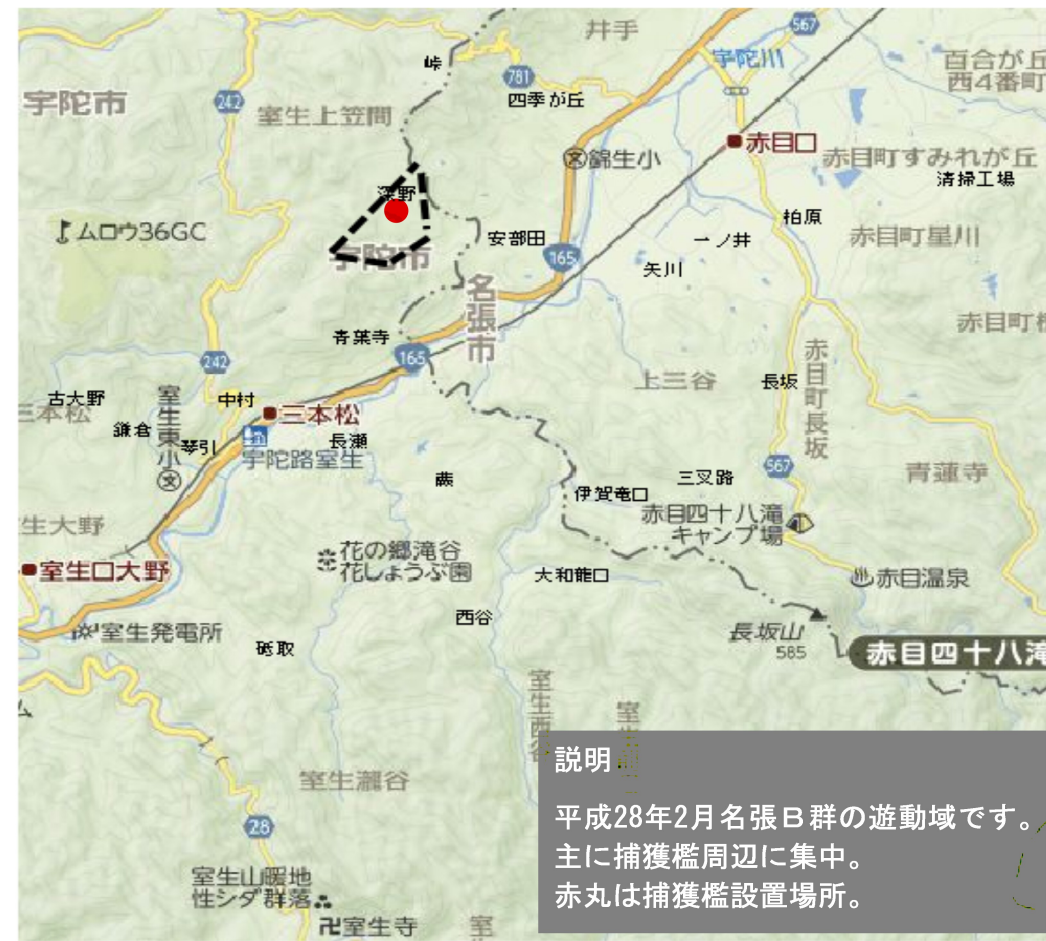 井手
567
峠
宇陀川
百合が丘
西4番町
781
宇陀市
242
四季が丘
室生上笠間
赤目口
錦生小
赤目町すみれが丘
清掃工場
深野
柏原
ムロウ36GC
安部田
一ノ井
赤目町星川
宇陀市
165
矢川
名張市
赤目町
青葉寺
165
242
赤目町長坂
上三谷
長坂
古大野
三本松
中村
室生東小
三本松
鎌倉
琴引
長瀬
宇陀路室生
蕨
三叉路
567
青蓮寺
伊賀竜口
赤目四十八滝
キャンプ場
生大野
花の郷滝谷
花しょうぶ園
室生口大野
大和龍口
赤目温泉
西谷
室生発電所
長坂山
585
砥取
赤目四十八滝
室生西谷
室生
室生瀧谷
28
室生山暖地
性シダ群落
室生寺
室
説明
平成28年2月名張B群の遊動域です。
主に捕獲檻周辺に集中。
赤丸は捕獲檻設置場所。